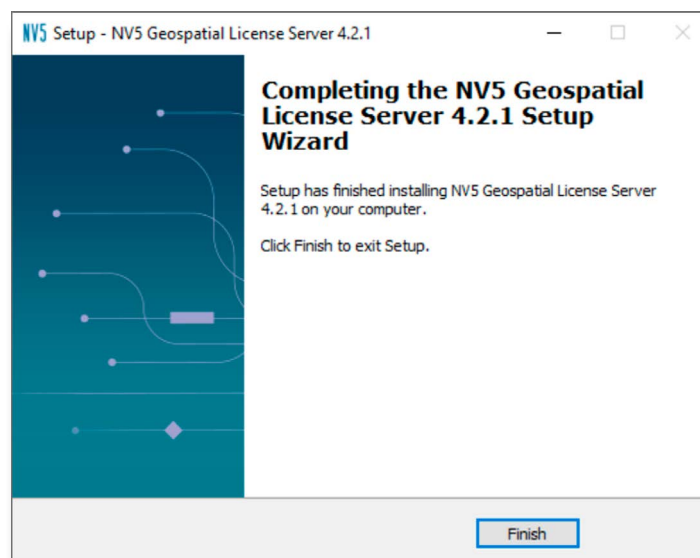 NV5 Setup - NV5 Geospatial License Server 4.2.1
Completing the NV5 Geospatial
License Server 4.2.1 Setup
Wizard
Setup has finished installing NV5 Geospatial License Server
4.2.1 on your computer.
Click Finish to exit Setup.
Finish